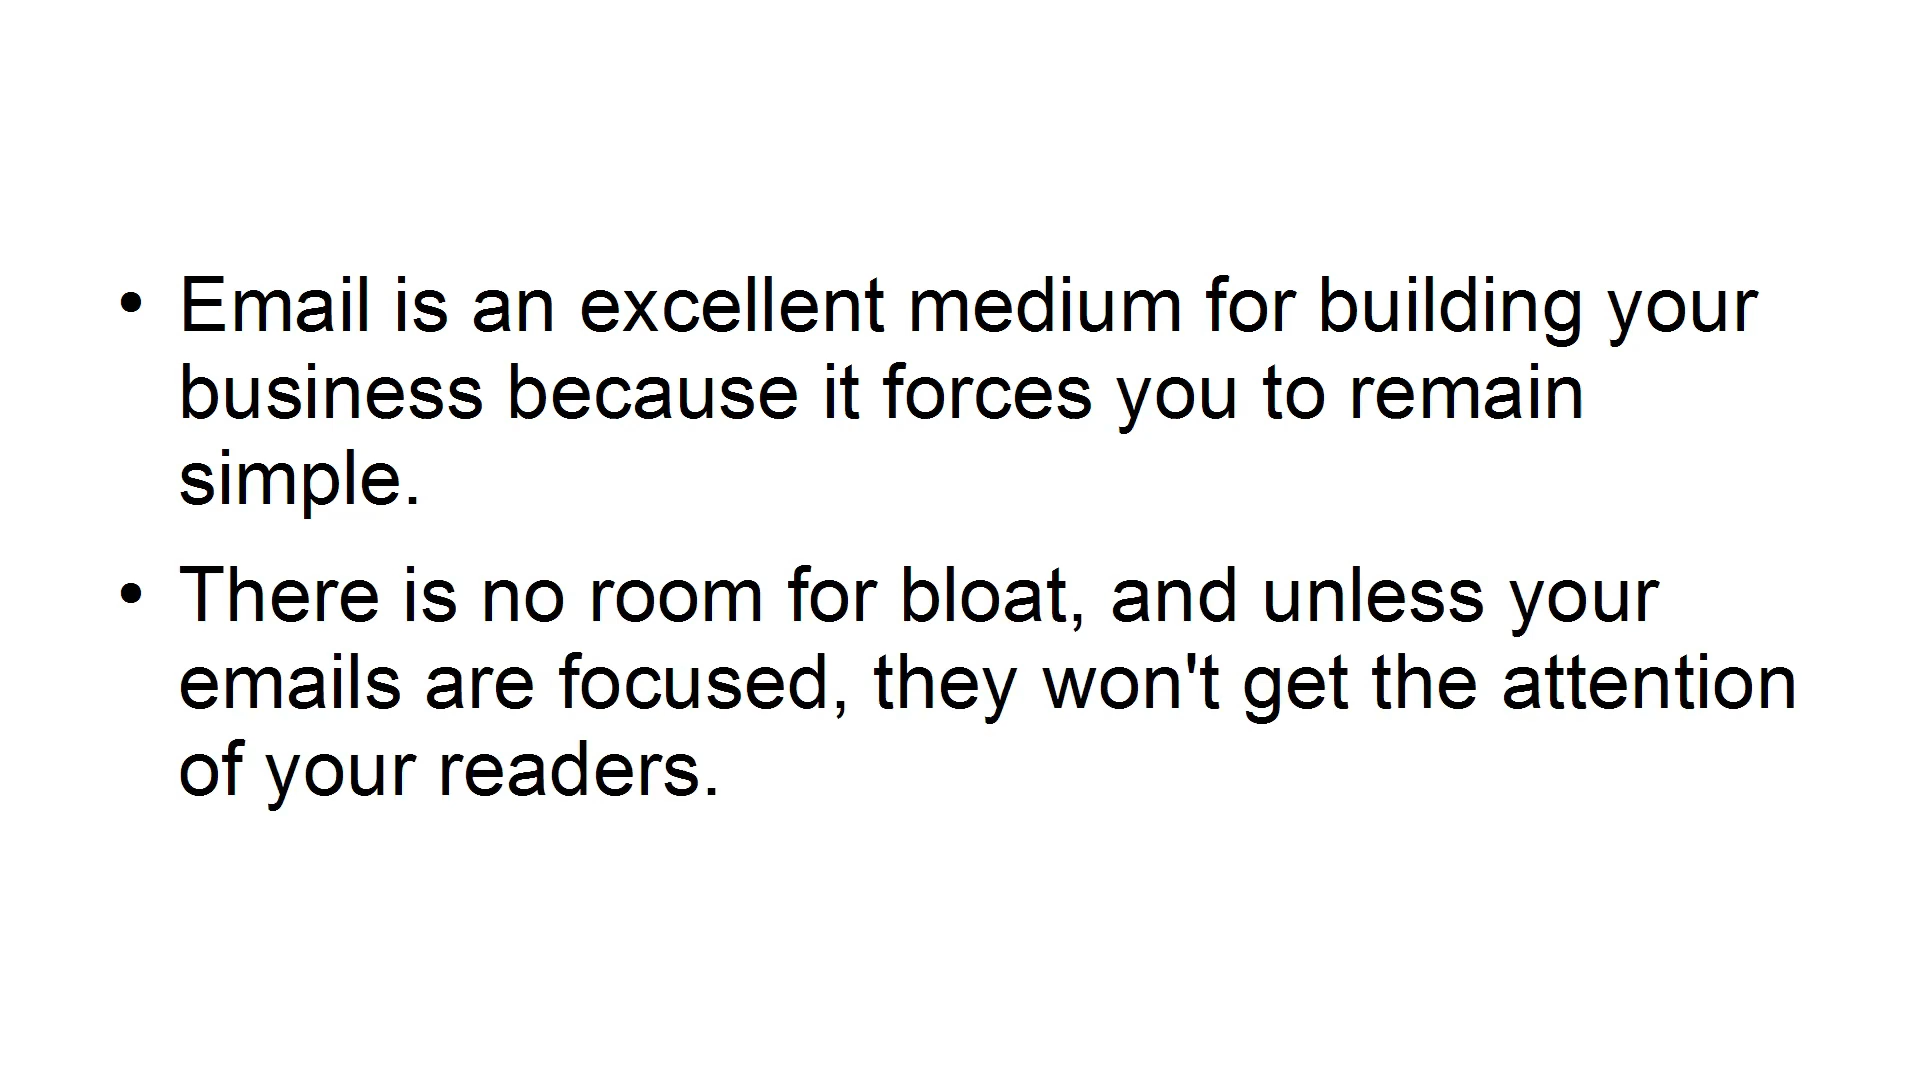 • Email is an excellent medium for building your
business because it forces you to remain
simple.
• There is no room for bloat, and unless your
emails are focused, they won't get the attention
of your readers.